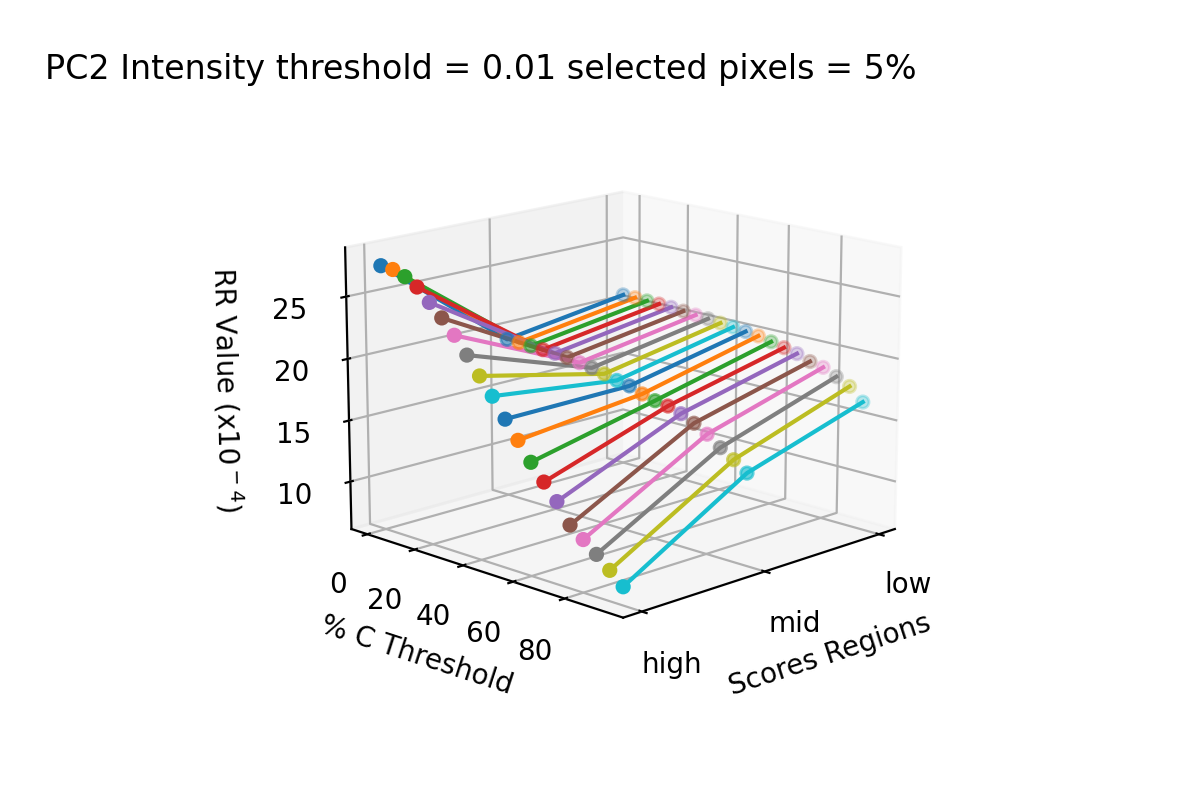 PC2 Intensity threshold = 0.01 selected pixels = 5%
RR Value (x10⁻⁴)
25
20
15
10
0
20
40
60
80
% C Threshold
high
mid
low
Scores Regions